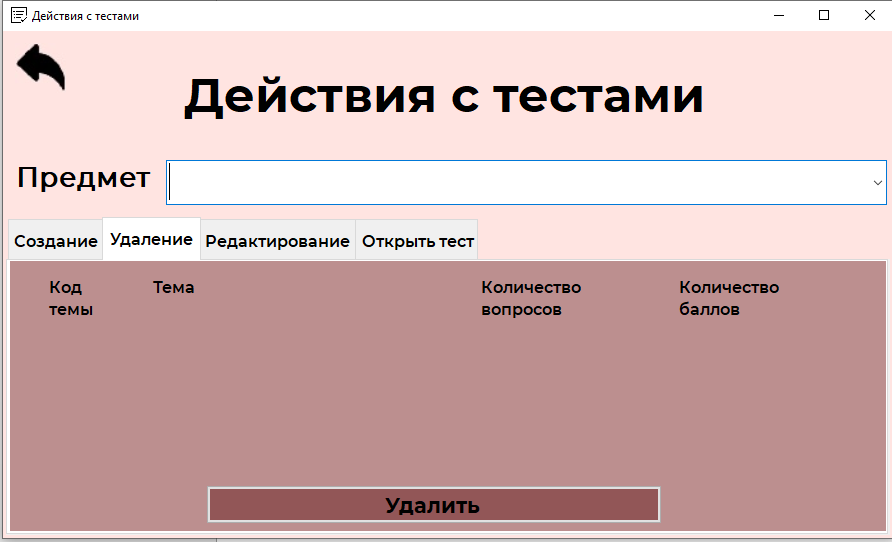 Действия с тестами
Действия с тестами
Предмет
Создание Удаление Редактирование Открыть тест
Код Тема Количество Количество
темы вопросов баллов
Удалить